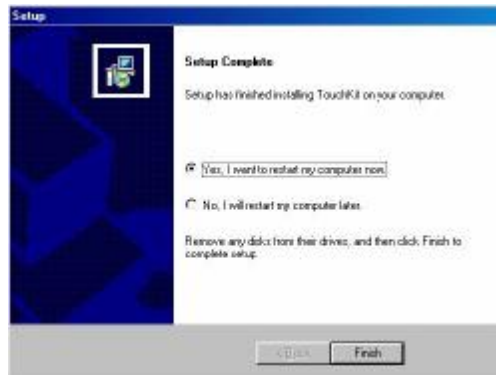 Setup
Setup Complete
Setup has finished installing TouchKit on your computer.
Yes, I want to restart my computer now.
No, I will restart my computer later.
Remove any disks from their drives, and then click Finish to
complete setup.
< Back
Finish